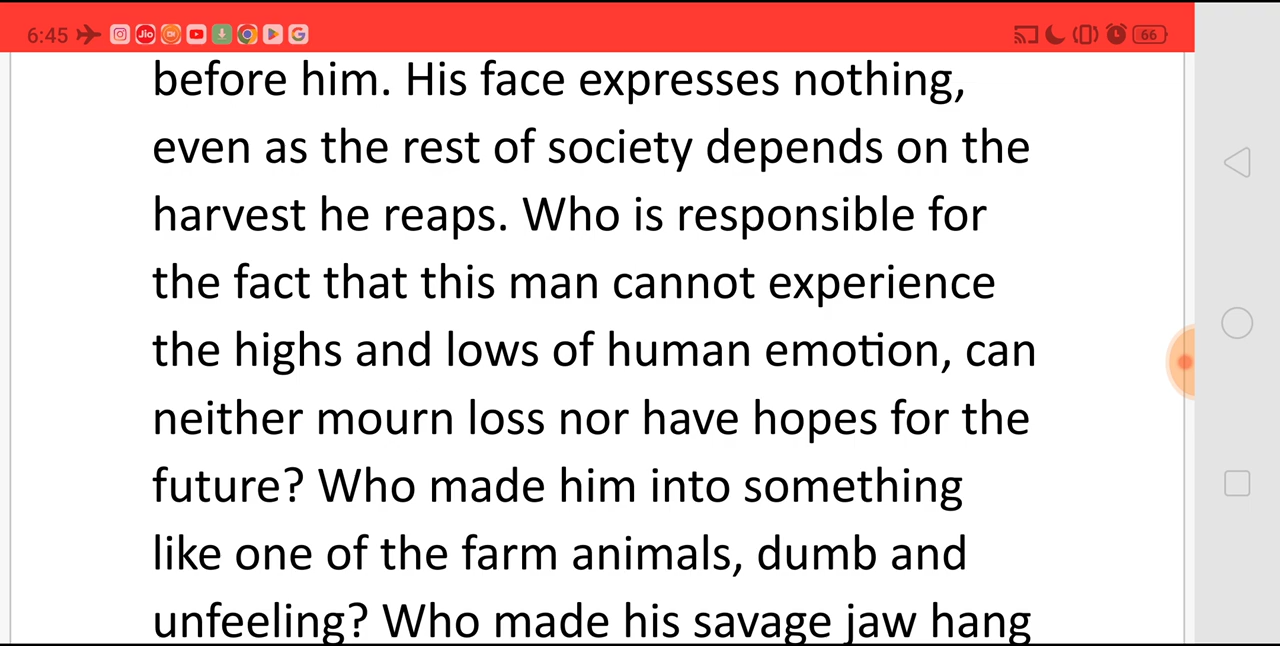 6:45
Jio
66
before him. His face expresses nothing,
even as the rest of society depends on the
harvest he reaps. Who is responsible for
the fact that this man cannot experience
the highs and lows of human emotion, can
neither mourn loss nor have hopes for the
future? Who made him into something
like one of the farm animals, dumb and
unfeeling? Who made his savage jaw hang